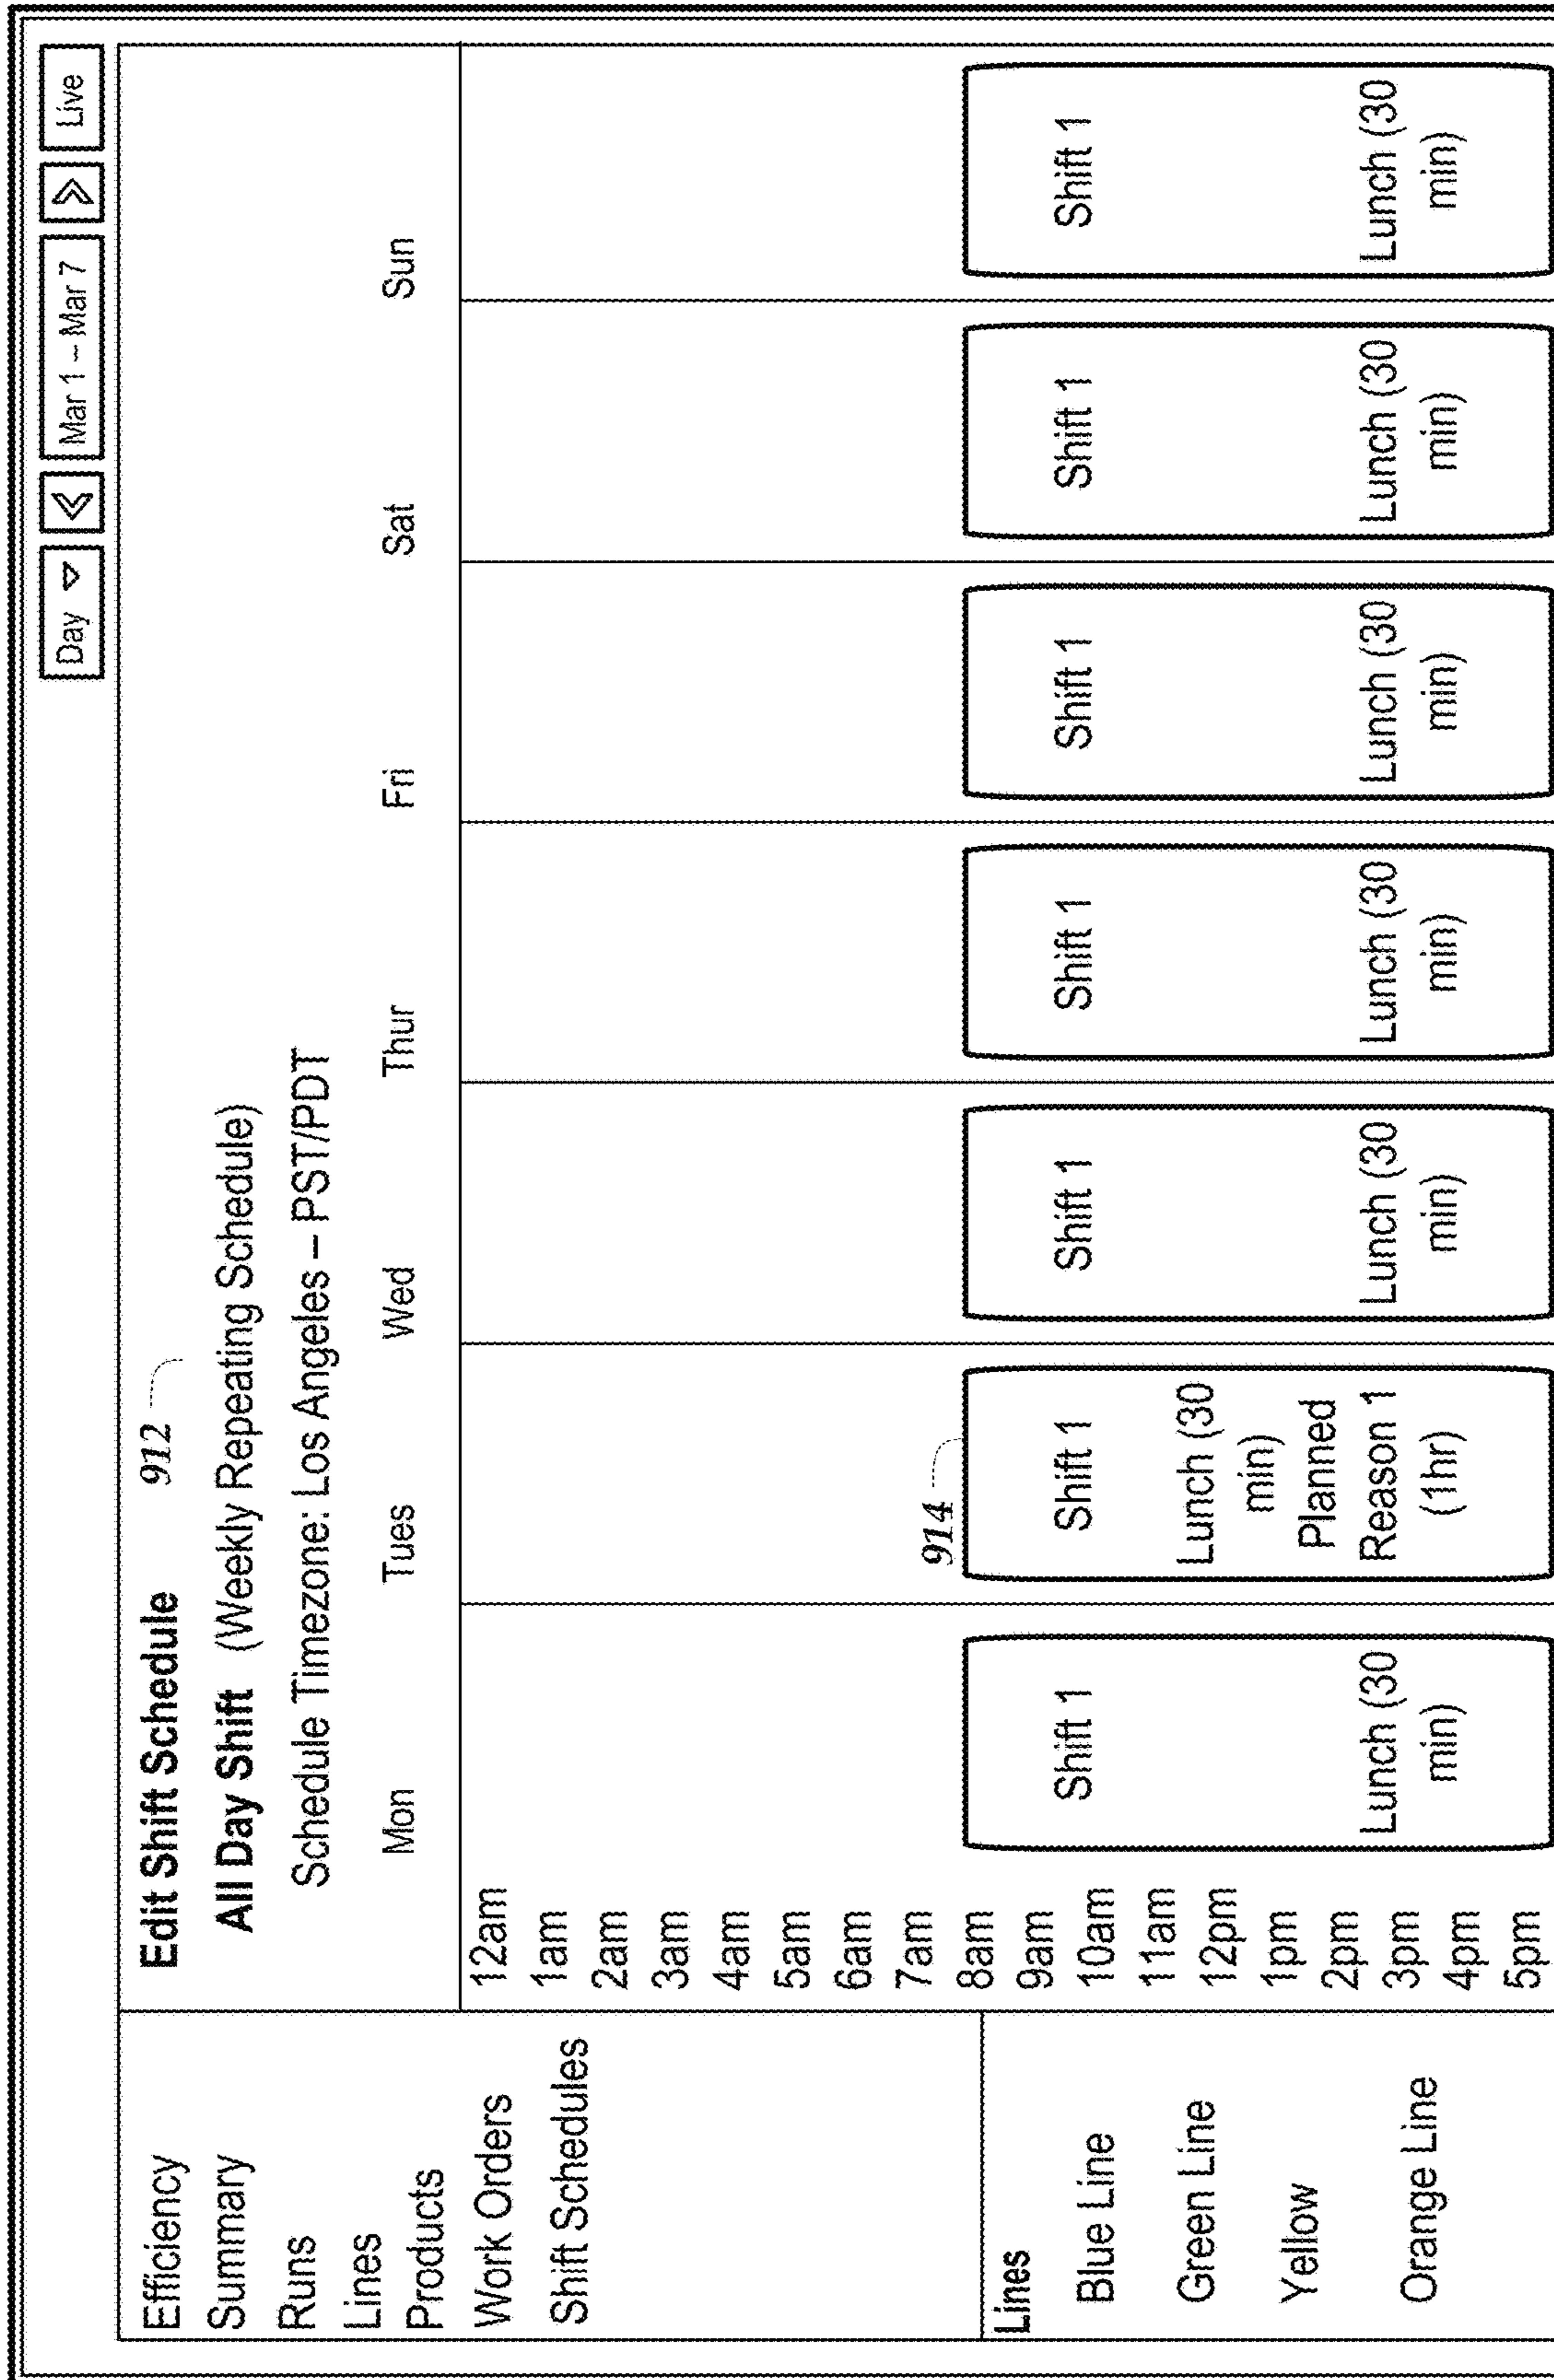 Day
Mar 1 – Mar 7
Live
Efficiency
Summary
Runs
Lines
Products
Work Orders
Shift Schedules
Lines
Blue Line
Green Line
Yellow
Orange Line
Edit Shift Schedule
912
All Day Shift (Weekly Repeating Schedule)
Schedule Timezone: Los Angeles – PST/PDT
Mon Tues Wed Thur Fri Sat Sun
12am
1am
2am
3am
4am
5am
6am
7am
8am
9am
10am
11am
12pm
1pm
2pm
3pm
4pm
5pm
Shift 1
Lunch (30
min)
914
Shift 1
Lunch (30
min)
Planned
Reason 1
(1hr)
Shift 1
Lunch (30
min)
Shift 1
Lunch (30
min)
Shift 1
Lunch (30
min)
Shift 1
Lunch (30
min)
Shift 1
Lunch (30
min)